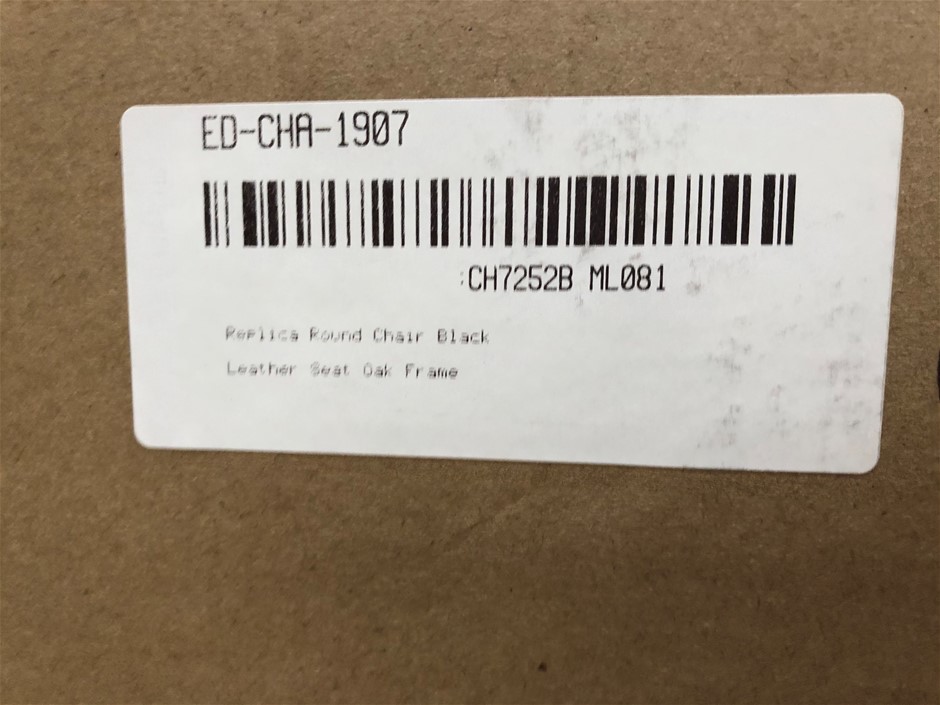 ED-CHA-1907
:CH7252B ML081
Replica Round Chair Black
Leather Seat Oak Frame